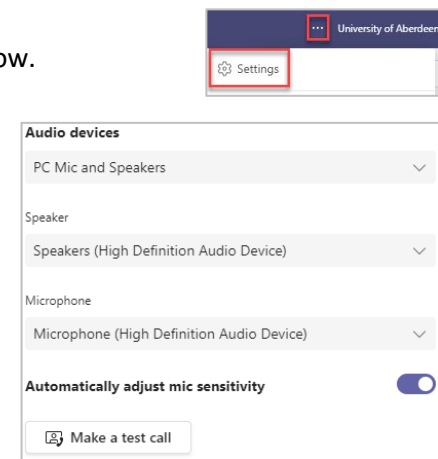 ··· University of Aberdeen
ow.
Settings
Audio devices
PC Mic and Speakers
Speaker
Speakers (High Definition Audio Device)
Microphone
Microphone (High Definition Audio Device)
Automatically adjust mic sensitivity
Make a test call